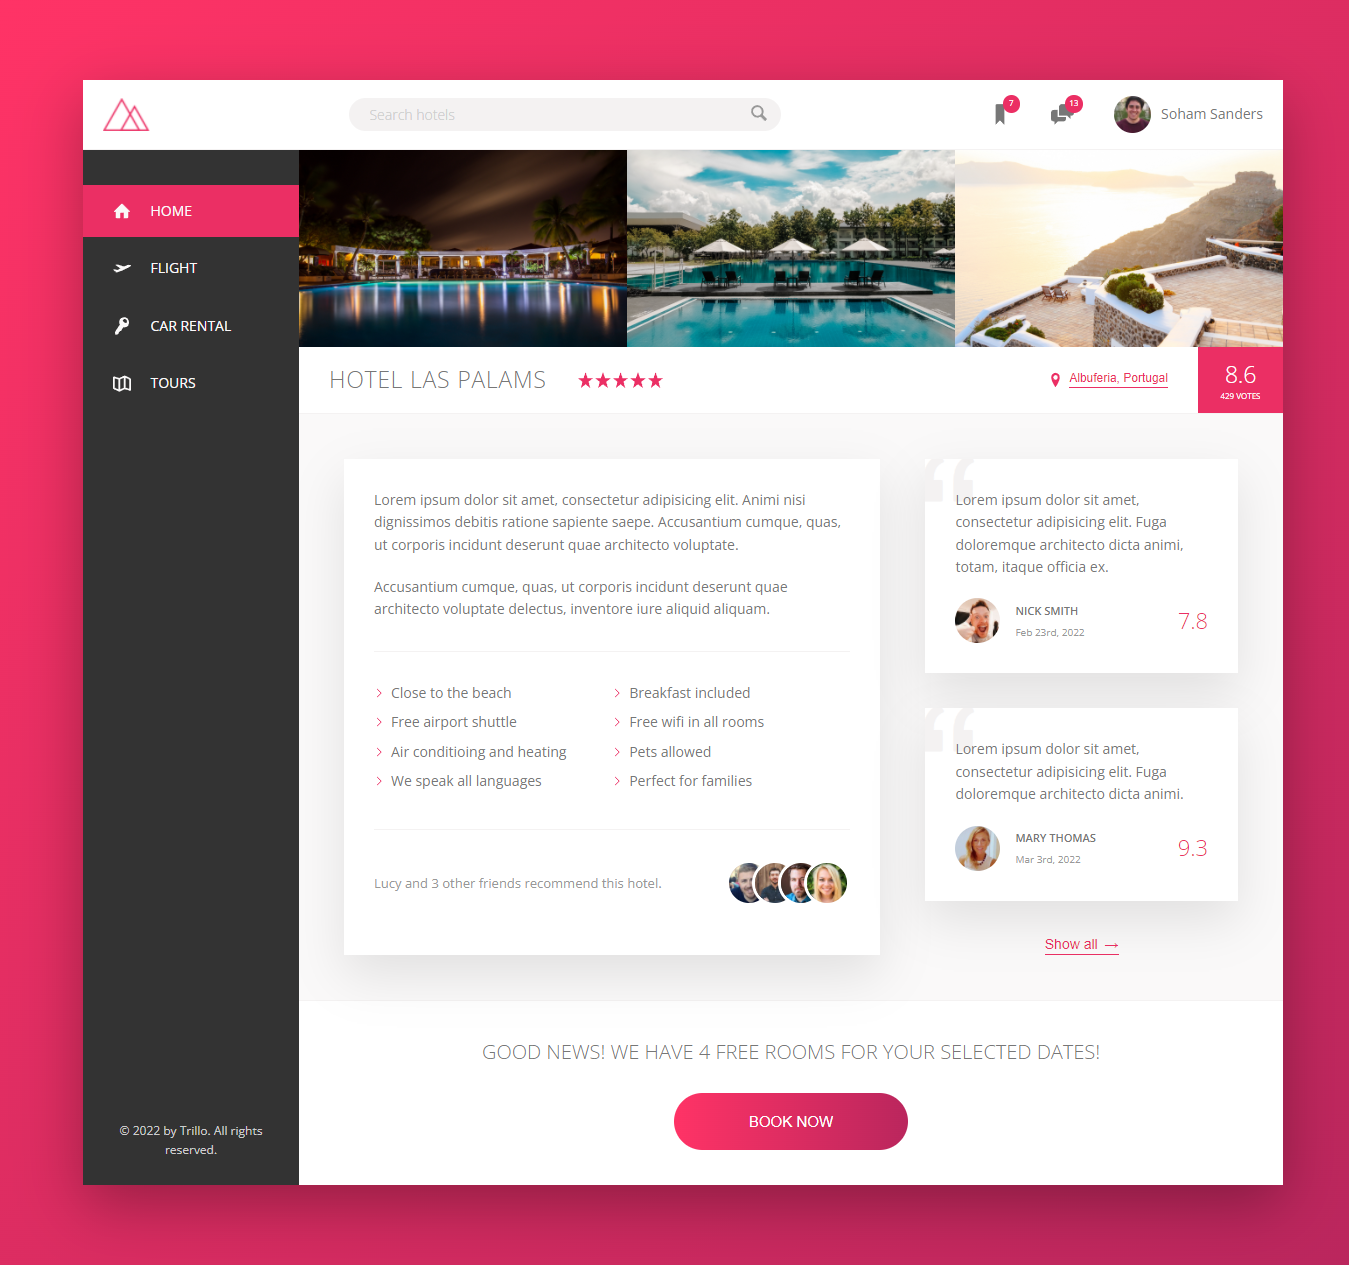 Search hotels
7
13
Soham Sanders
HOME
FLIGHT
CAR RENTAL
TOURS
HOTEL LAS PALAMS
Albuferia, Portugal
8.6
429 VOTES
Lorem ipsum dolor sit amet, consectetur adipisicing elit. Animi nisi
dignissimos debitis ratione sapiente saepe. Accusantium cumque, quas,
ut corporis incidunt deserunt quae architecto voluptate.
Accusantium cumque, quas, ut corporis incidunt deserunt quae
architecto voluptate delectus, inventore iure aliquid aliquam.
Close to the beach
Free airport shuttle
Air conditioing and heating
We speak all languages
Breakfast included
Free wifi in all rooms
Pets allowed
Perfect for families
Lucy and 3 other friends recommend this hotel.
“
Lorem ipsum dolor sit amet,
consectetur adipisicing elit. Fuga
doloremque architecto dicta animi,
totam, itaque officia ex.
NICK SMITH
Feb 23rd, 2022
7.8
“
Lorem ipsum dolor sit amet,
consectetur adipisicing elit. Fuga
doloremque architecto dicta animi.
MARY THOMAS
Mar 3rd, 2022
9.3
Show all →
GOOD NEWS! WE HAVE 4 FREE ROOMS FOR YOUR SELECTED DATES!
BOOK NOW
© 2022 by Trillo. All rights
reserved.